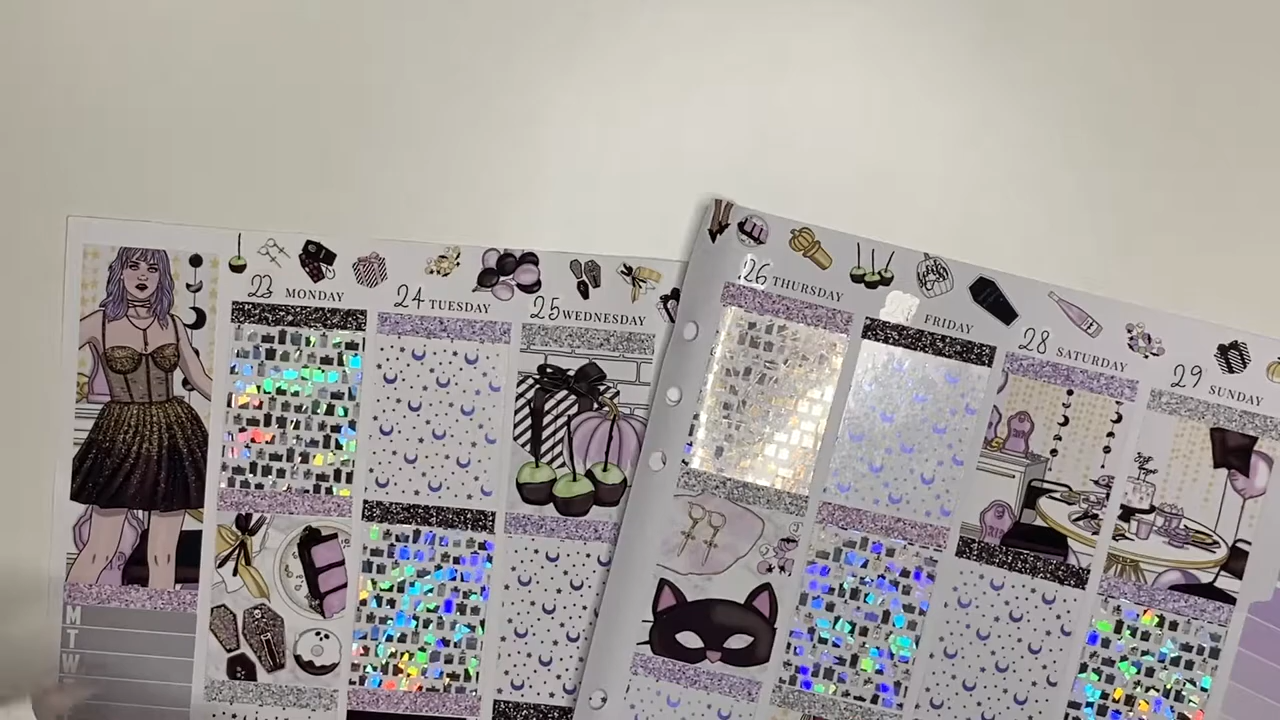 23 MONDAY
24 TUESDAY
25 WEDNESDAY
26 THURSDAY
FRIDAY
28 SATURDAY
29 SUNDAY
M
T
W